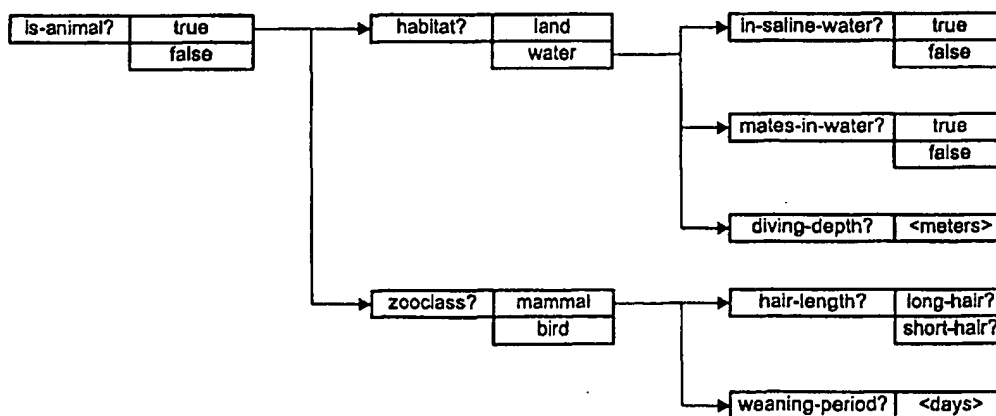 is-animal? true
false
habitat? land
water
in-saline-water? true
false
mates-in-water? true
false
diving-depth? <meters>
zooclass? mammal
bird
hair-length? long-hair?
short-hair?
weaning-period? <days>